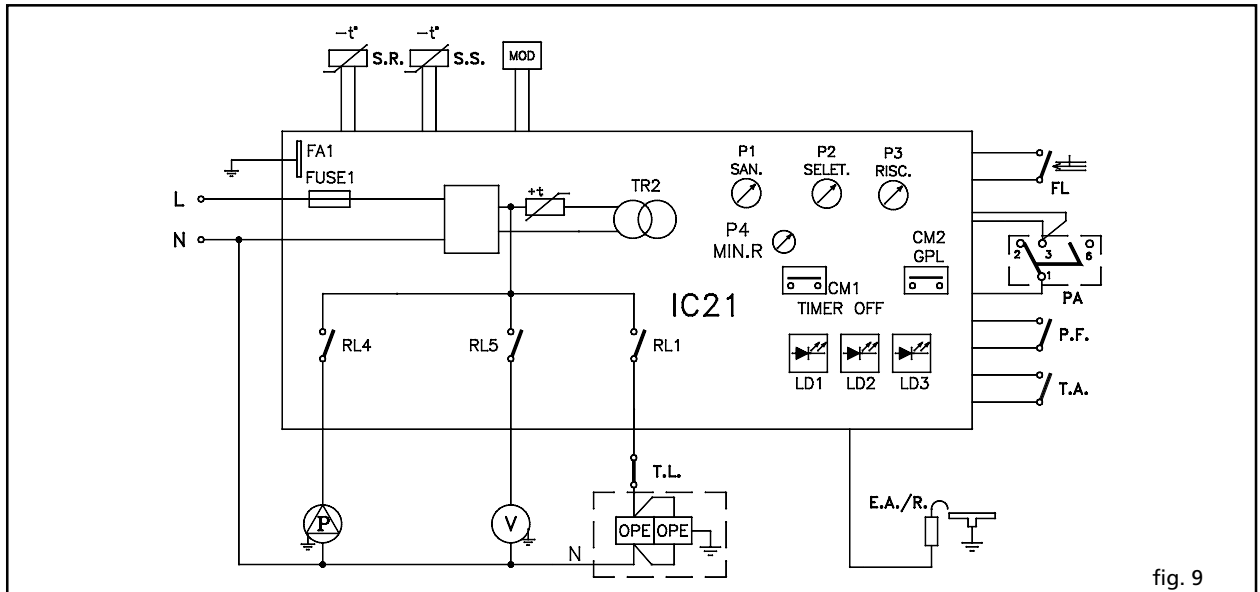 -t°
S.R.
-t°
S.S.
MOD
FA1
FUSE1
L
N
+t
TR2
P1
SAN.
P2
SELET.
P3
RISC.
P4
MIN.R
CM2
GPL
CM1
TIMER OFF
IC21
FL
2
3
6
1
PA
P.F.
T.A.
RL4
RL5
RL1
LD1
LD2
LD3
T.L.
P
V
N
OPE
OPE
E.A./R.
fig. 9